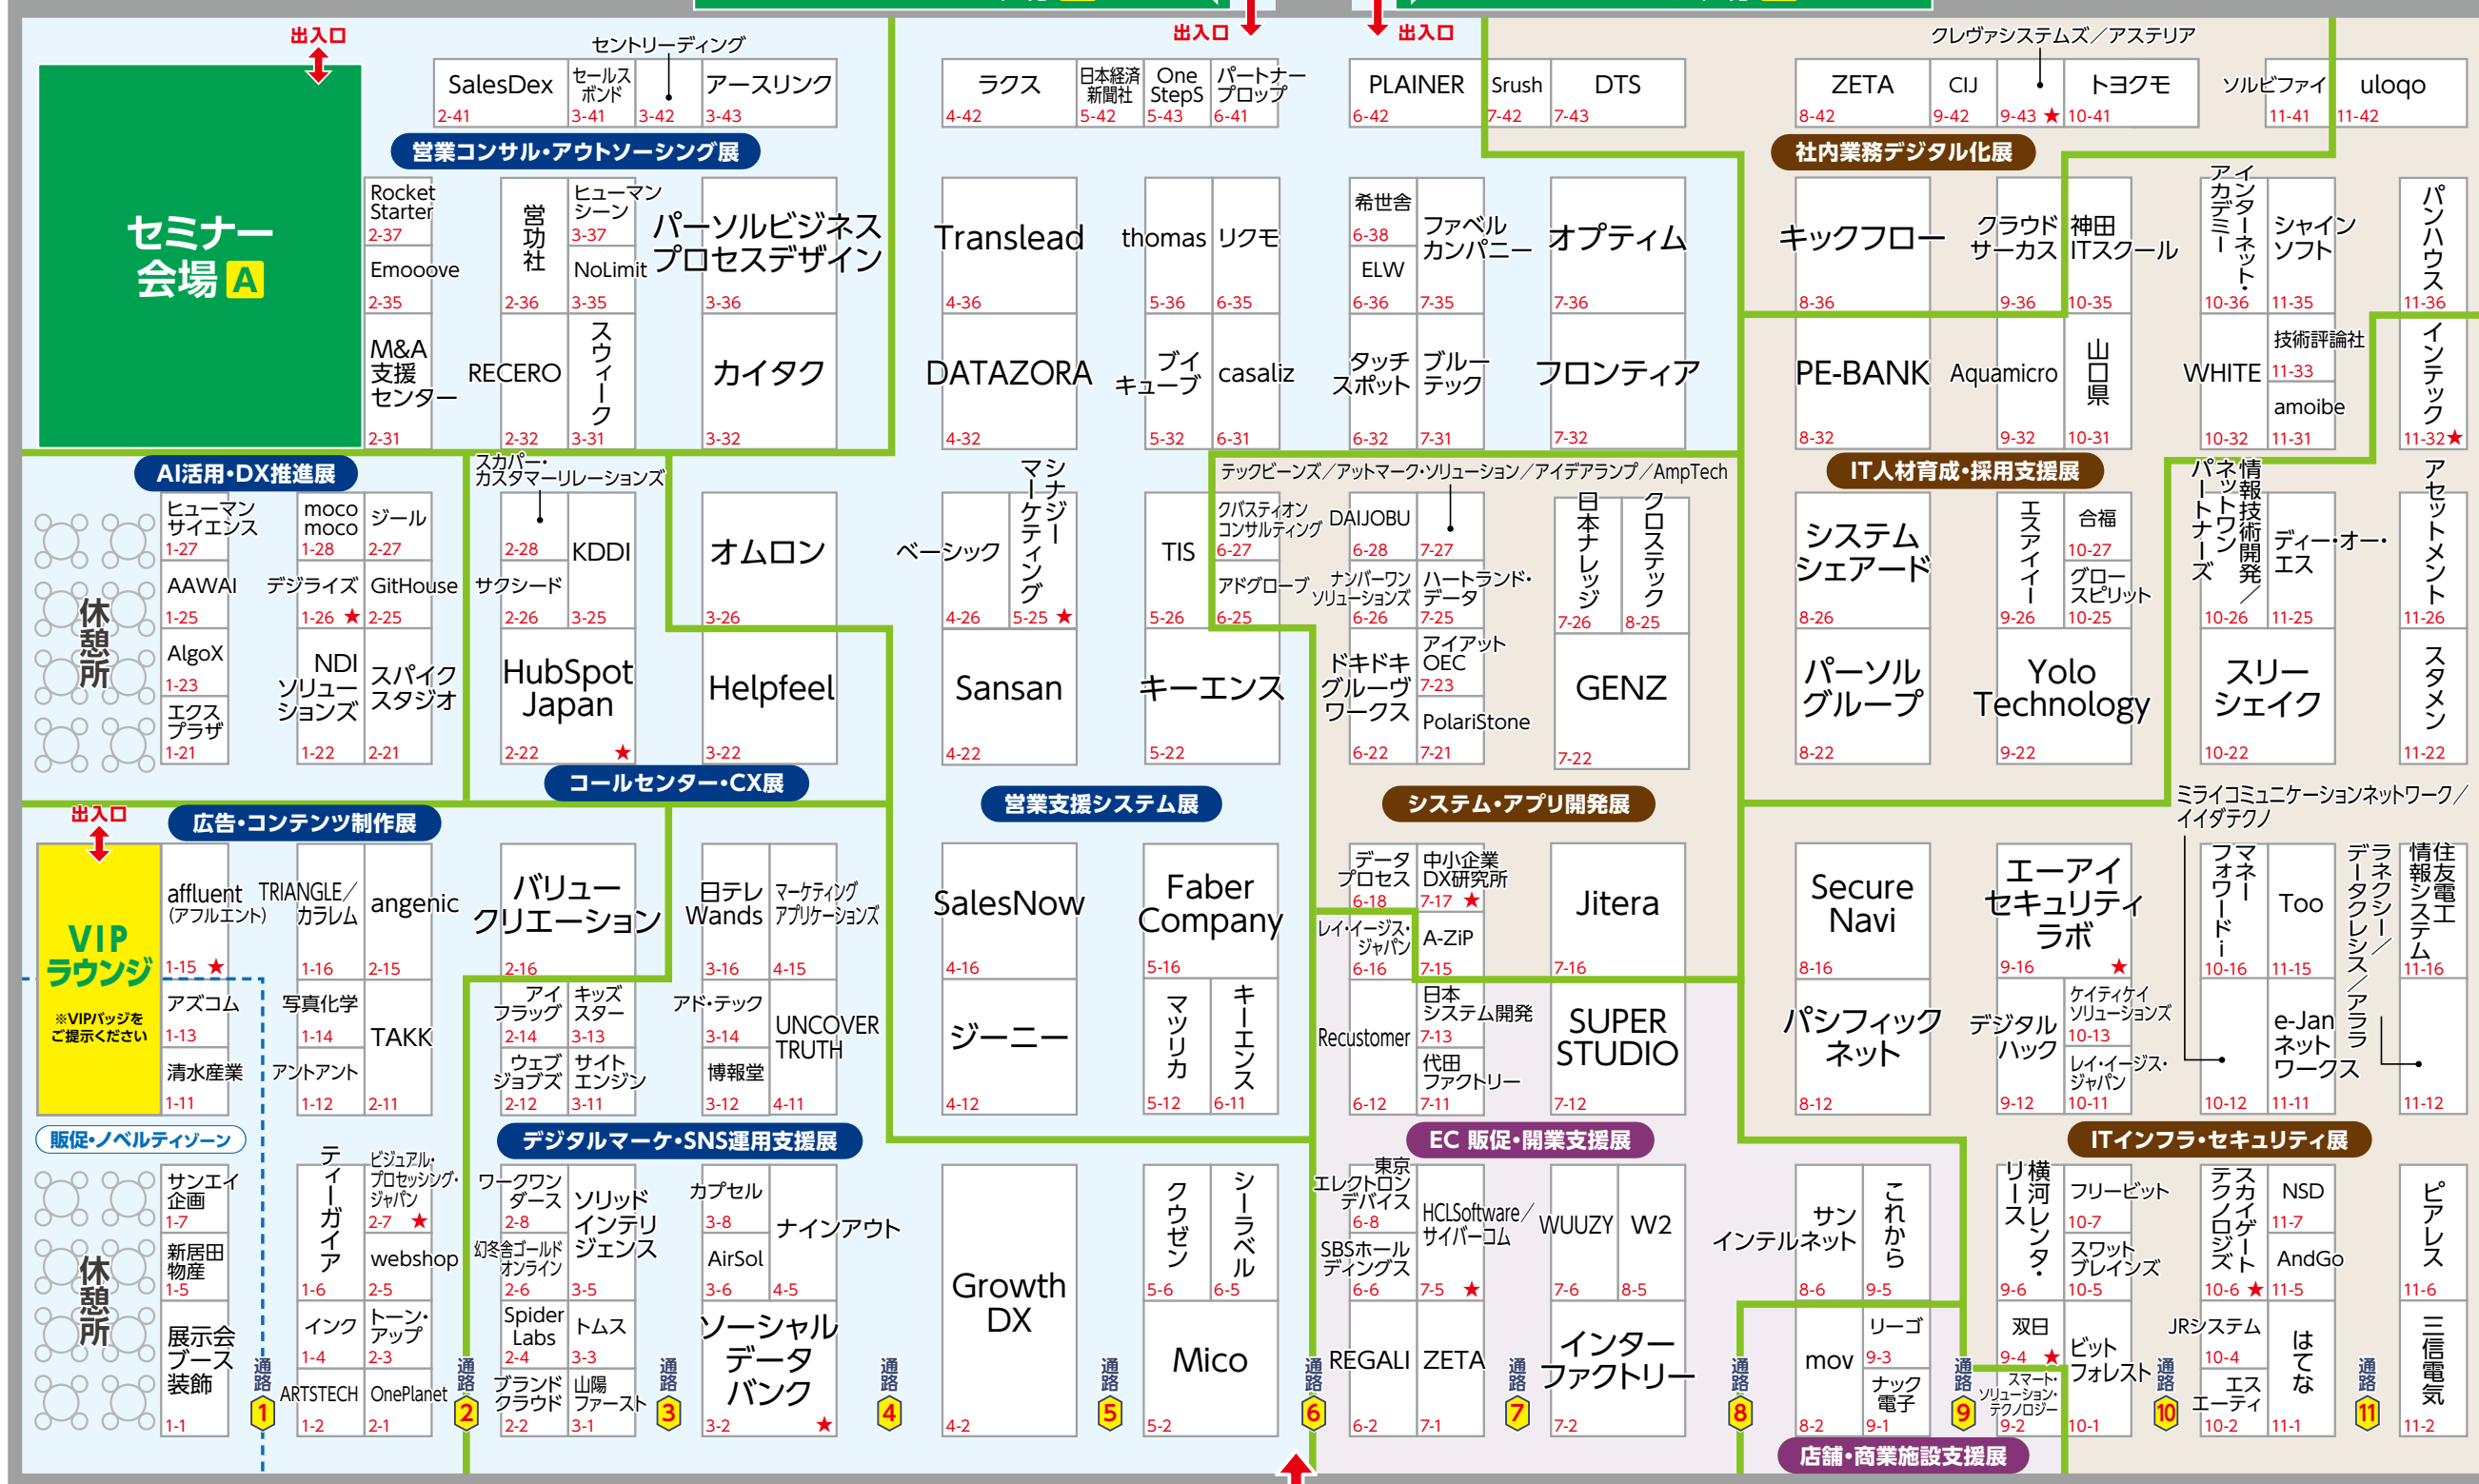 出入口
出入口
出入口
セントリーディング
クレヴァシステムズ／アステリア
SalesDex
2-41
セールス
ボンド
3-41
3-42
アースリンク
3-43
ラクス
4-42
日本経済
新聞社
5-42
One
StepS
5-43
パートナー
プロップ
6-41
PLAINER
6-42
Srush
7-42
DTS
7-43
ZETA
8-42
CIJ
9-42
9-43 ★
トヨクモ
10-41
ソルビファイ
11-41
uloqo
11-42
営業コンサル・アウトソーシング展
社内業務デジタル化展
セミナー
会場 A
Rocket
Starter
2-37
Emooove
2-35
M&A
支援
センター
2-31
営功社
2-36
ヒューマン
シーン
3-37
NoLimit
3-35
パーソルビジネス
プロセスデザイン
3-36
RECERO
2-32
スウィーク
3-31
カイタク
3-32
Translead
4-36
thomas
5-36
リクモ
6-35
希世舎
6-38
ELW
6-36
ファベル
カンパニー
7-35
オプティム
7-36
DATAZORA
4-32
ブイ
キューブ
5-32
casaliz
6-31
タッチ
スポット
6-32
ブルー
テック
7-31
フロンティア
7-32
キックフロー
8-36
クラウド
サーカス
9-36
神田
ITスクール
10-35
インターネット・
アカデミー
10-36
シャイン
ソフト
11-35
パンハウス
11-36
PE-BANK
8-32
Aquamicro
9-32
山口県
10-31
WHITE
10-32
技術評論社
11-33
amoibe
11-31
インテック
11-32★
AI活用・DX推進展
IT人材育成・採用支援展
スカパー・
カスタマーリレーションズ
テックビーンズ／アットマーク・ソリューション／アイデアランプ／AmpTech
休憩所
ヒューマン
サイエンス
1-27
AAWAI
1-25
AlgoX
1-23
エクス
プラザ
1-21
moco
moco
1-28
ジール
2-27
デジライズ
1-26 ★
GitHouse
2-25
NDI
ソリュー
ションズ
1-22
スパイク
スタジオ
2-21
2-28
サクシード
2-26
KDDI
3-25
HubSpot
Japan
2-22 ★
オムロン
3-26
Helpfeel
3-22
ベーシック
4-26
シナジー
マーケティング
5-25 ★
Sansan
4-22
TIS
5-26
クバスティオン
コンサルティング
6-27
アドグローブ
6-25
キーエンス
5-22
DAIJOBU
6-28
7-27
ナンバーワン
ソリューションズ
6-26
ハートランド・
データ
7-25
ドキドキ
グルーヴ
ワークス
6-22
アイアット
OEC
7-23
PolariStone
7-21
日本ナレッジ
7-26
クロステック
8-25
GENZ
7-22
システム
シェアード
8-26
エスアイイー
9-26
合福
10-27
グロー
スピリット
10-25
パーソル
グループ
8-22
Yolo
Technology
9-22
情報技術開発／
ネットワン
パートナーズ
10-26
ディー・オー・
エス
11-25
アセットメント
11-26
スリー
シェイク
10-22
スタメン
11-22
コールセンター・CX展
営業支援システム展
システム・アプリ開発展
出入口
広告・コンテンツ制作展
ミライコミュニケーションネットワーク／
イイダテクノ
VIP
ラウンジ
※VIPバッジを
ご提示ください
affluent
（アフルエント）
1-15 ★
アズコム
1-13
清水産業
1-11
TRIANGLE／
カラレム
1-16
angenic
2-15
写真化学
1-14
アントアント
1-12
TAKK
2-11
バリュー
クリエーション
2-16
アイ
フラッグ
2-14
キッズ
スター
3-13
ウェブ
ジョブズ
2-12
サイト
エンジン
3-11
日テレ
Wands
3-16
マーケティング
アプリケーションズ
4-15
アド・テック
3-14
博報堂
3-12
UNCOVER
TRUTH
4-11
SalesNow
4-16
ジーニー
4-12
Faber
Company
5-16
マツリカ
5-12
キーエンス
6-11
データ
プロセス
6-18
中小企業
DX研究所
7-17 ★
レイ・イージス・
ジャパン
6-16
A-ZiP
7-15
Jitera
7-16
Recustomer
6-12
日本
システム開発
7-13
代田
ファクトリー
7-11
SUPER
STUDIO
7-12
Secure
Navi
8-16
エーアイ
セキュリティ
ラボ
9-16 ★
パシフィック
ネット
8-12
デジタル
ハック
9-12
ケイティケイ
ソリューションズ
10-13
レイ・イージス・
ジャパン
10-11
マネー
フォワードi
10-16
Too
11-15
ラネクシー／
データクレシス／アララ
住友電工
情報システム
11-16
10-12
e-Jan
ネット
ワークス
11-11
11-12
販促・ノベルティゾーン
デジタルマーケ・SNS運用支援展
EC 販促・開業支援展
ITインフラ・セキュリティ展
休憩所
サンエイ
企画
1-7
新居田
物産
1-5
展示会
ブース
装飾
1-1
ティーガイア
1-6
ビジュアル・
プロセッシング・
ジャパン
2-7 ★
webshop
2-5
インク
1-4
トーン・
アップ
2-3
ARTSTECH
1-2
OnePlanet
2-1
ワークワン
ダース
2-8
幻冬舎ゴールド
オンライン
2-6
ソリッド
インテリ
ジェンス
3-5
Spider
Labs
2-4
トムス
3-3
ブランド
クラウド
2-2
山陽
ファースト
3-1
カプセル
3-8
AirSol
3-6
ナインアウト
4-5
ソーシャル
データ
バンク
3-2 ★
Growth
DX
4-2
クウゼン
5-6
シーラベル
6-5
Mico
5-2
東京
エレクトロン
デバイス
6-8
SBSホール
ディングス
6-6
HCLSoftware／
サイバーコム
7-5 ★
REGALI
6-2
ZETA
7-1
WUUZY
7-6
W2
8-5
インター
ファクトリー
7-2
サン
インテルネット
8-6
これから
9-5
mov
8-2
リーゴ
9-3
ナック
電子
9-1
横河レンタ・
リース
9-6
フリービット
10-7
スワット
ブレインズ
10-5
双日
9-4 ★
スマート・
ソリューション・
テクノロジー
9-2
ビット
フォレスト
10-1
スカイゲート
テクノロジズ
10-6 ★
NSD
11-7
AndGo
11-5
JRシステム
10-4
エス
エーティ
10-2
はてな
11-1
ピアレス
11-6
三信電気
11-2
通路 1
通路 2
通路 3
通路 4
通路 5
通路 6
通路 7
通路 8
通路 9
通路 10
通路 11
店舗・商業施設支援展